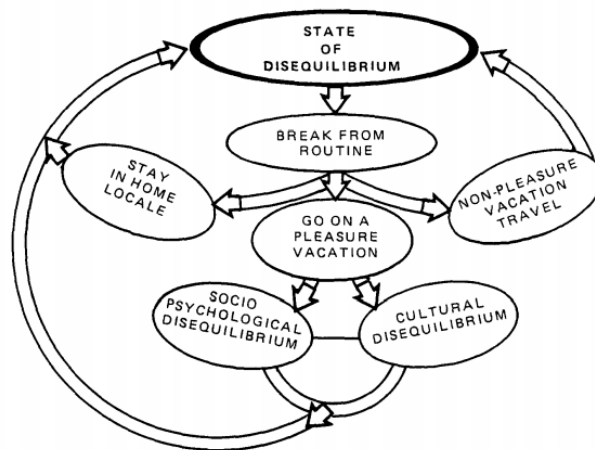 STATE
OF
DISEQUILIBRIUM
BREAK FROM
ROUTINE
STAY
IN HOME
LOCALE
GO ON A
PLEASURE
VACATION
NON-PLEASURE
VACATION
TRAVEL
SOCIO
PSYCHOLOGICAL
DISEQUILIBRIUM
CULTURAL
DISEQUILIBRIUM